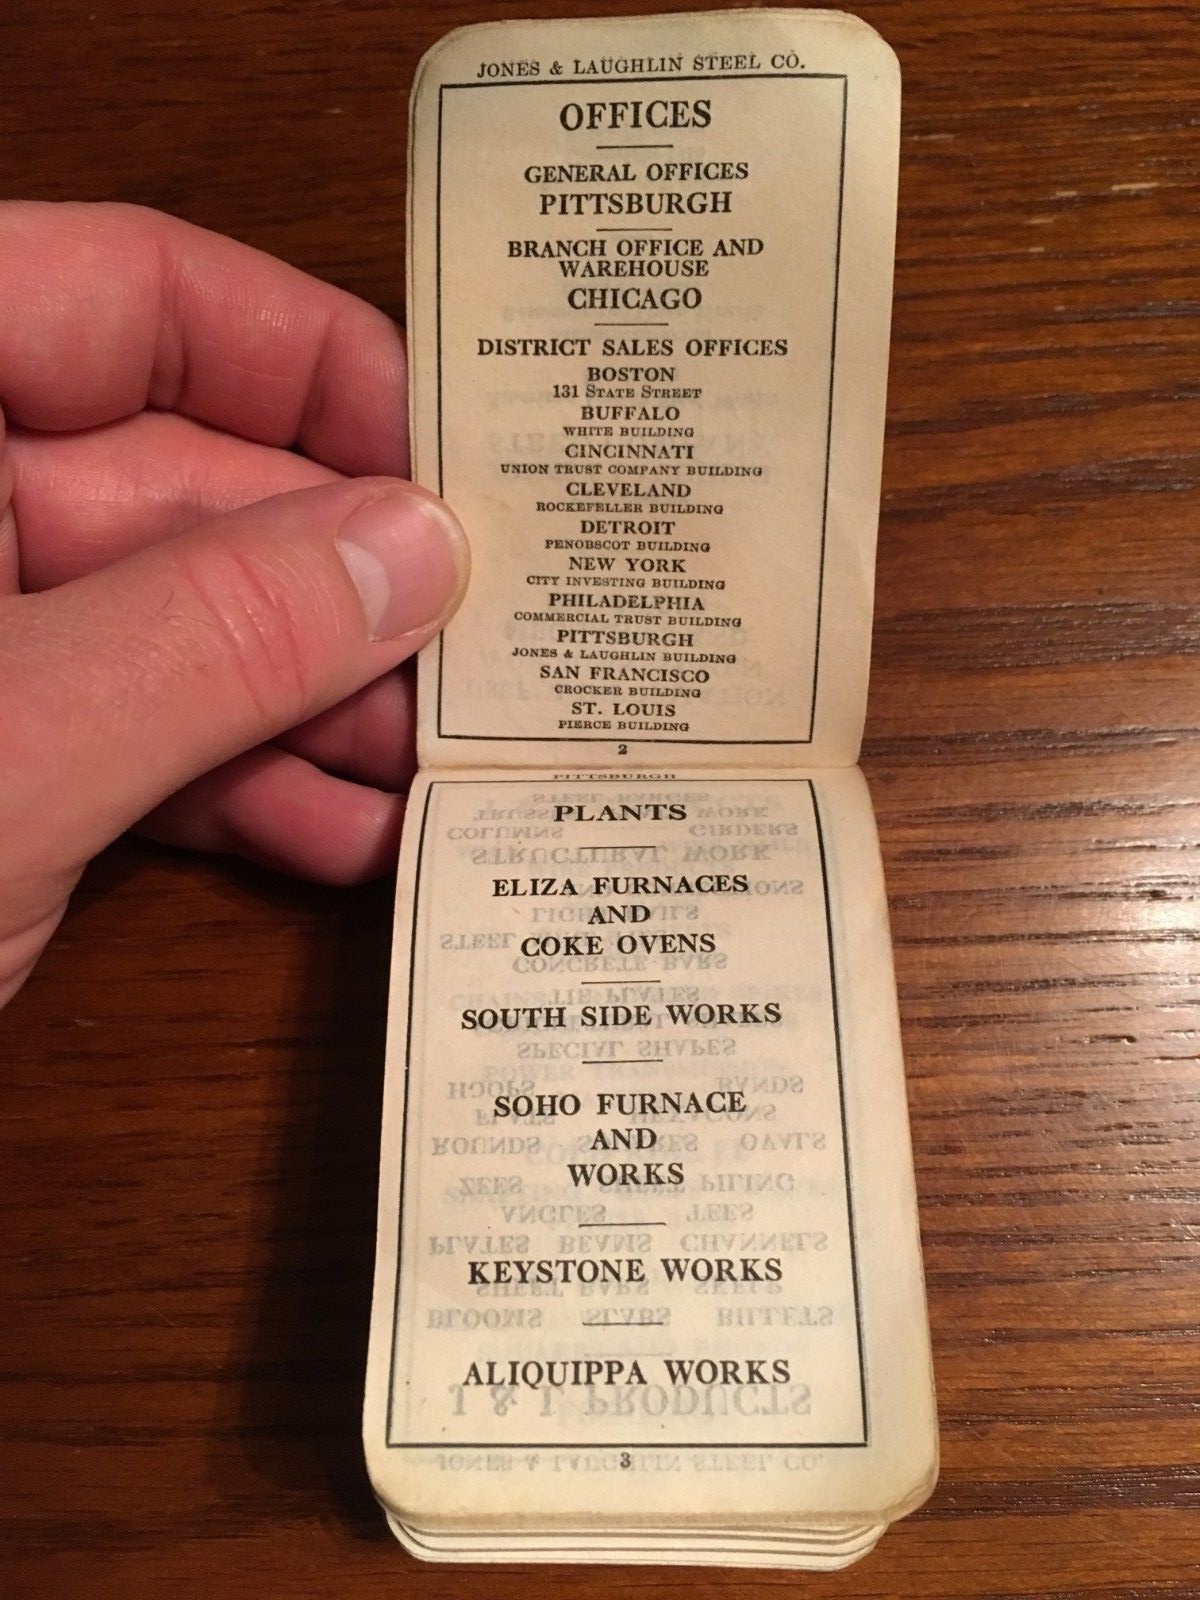 JONES & LAUGHLIN STEEL CO.
OFFICES
GENERAL OFFICES
PITTSBURGH
BRANCH OFFICE AND
WAREHOUSE
CHICAGO
DISTRICT SALES OFFICES
BOSTON
131 STATE STREET
BUFFALO
WHITE BUILDING
CINCINNATI
UNION TRUST COMPANY BUILDING
CLEVELAND
ROCKEFELLER BUILDING
DETROIT
PENOBSCOT BUILDING
NEW YORK
CITY INVESTING BUILDING
PHILADELPHIA
COMMERCIAL TRUST BUILDING
PITTSBURGH
JONES & LAUGHLIN BUILDING
SAN FRANCISCO
CROCKER BUILDING
ST. LOUIS
PIERCE BUILDING
2
PITTSBURGH
PLANTS
ELIZA FURNACES
AND
COKE OVENS
SOUTH SIDE WORKS
SOHO FURNACE
AND
WORKS
KEYSTONE WORKS
ALIQUIPPA WORKS
3